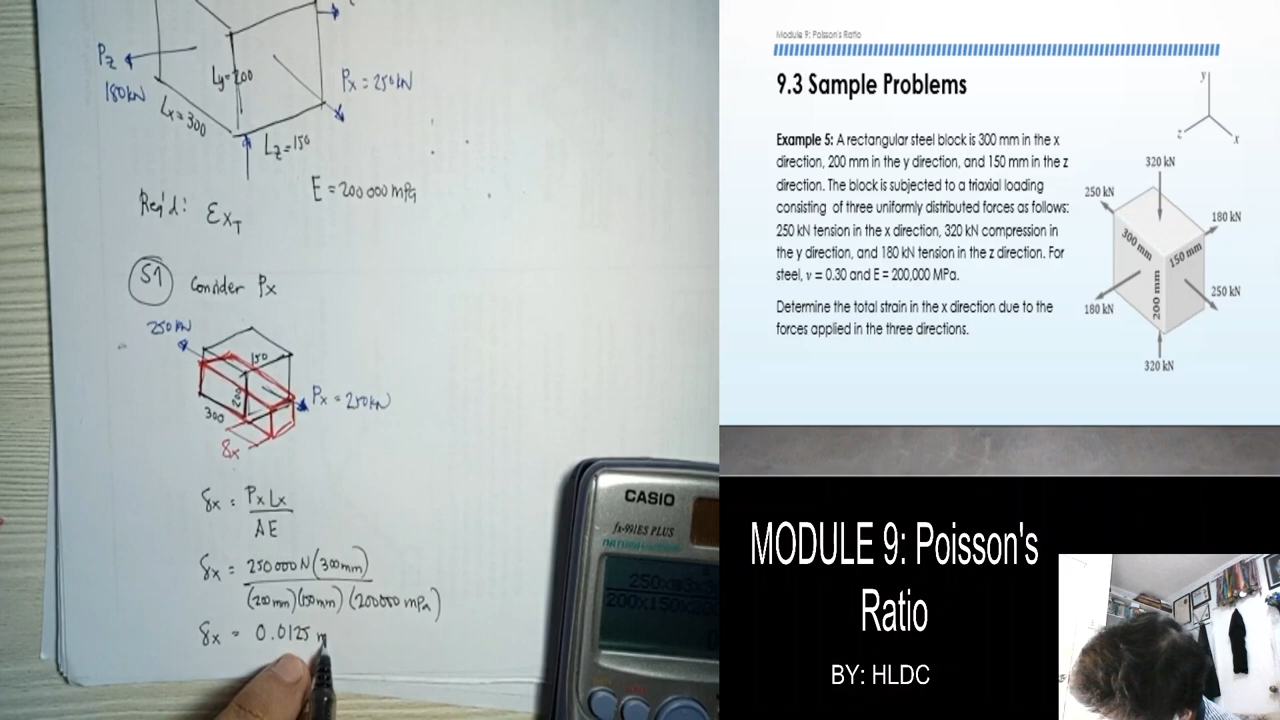 Pz
180kN
Ly=200
Px = 250kN
Lx=300
Lz=150
E = 200 000 mPa
Req'd: εxT
S1 Consider Px
250kN
150
200
300
Px = 250kN
δx
δx = PxLx
AE
δx = 250000N(300mm)
(200mm)(150mm)(200000mPa)
δx = 0.0125 m
CASIO
fx-991ES PLUS
Module 9: Poisson's Ratio
9.3 Sample Problems
y
z
x
Example 5: A rectangular steel block is 300 mm in the x
direction, 200 mm in the y direction, and 150 mm in the z
direction. The block is subjected to a triaxial loading
consisting of three uniformly distributed forces as follows:
250 kN tension in the x direction, 320 kN compression in
the y direction, and 180 kN tension in the z direction. For
steel, v = 0.30 and E = 200,000 MPa.
Determine the total strain in the x direction due to the
forces applied in the three directions.
320 kN
250 kN
180 kN
300 mm
150 mm
200 mm
250 kN
180 kN
320 kN
MODULE 9: Poisson's
Ratio
BY: HLDC